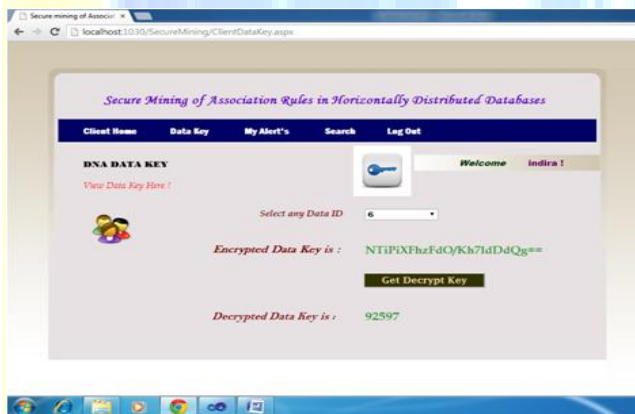 Secure mining of Associat
localhost:1030/SecureMining/ClientDataKey.aspx
Secure Mining of Association Rules in Horizontally Distributed Databases
Client Home Data Key My Alert's Search Log Out
DNA DATA KEY
Welcome indira !
View Data Key Here !
Select any Data ID 6
Encrypted Data Key is : NTiPiXFhzFdO/Kh7IdDdQg==
Get Decrypt Key
Decrypted Data Key is : 92597